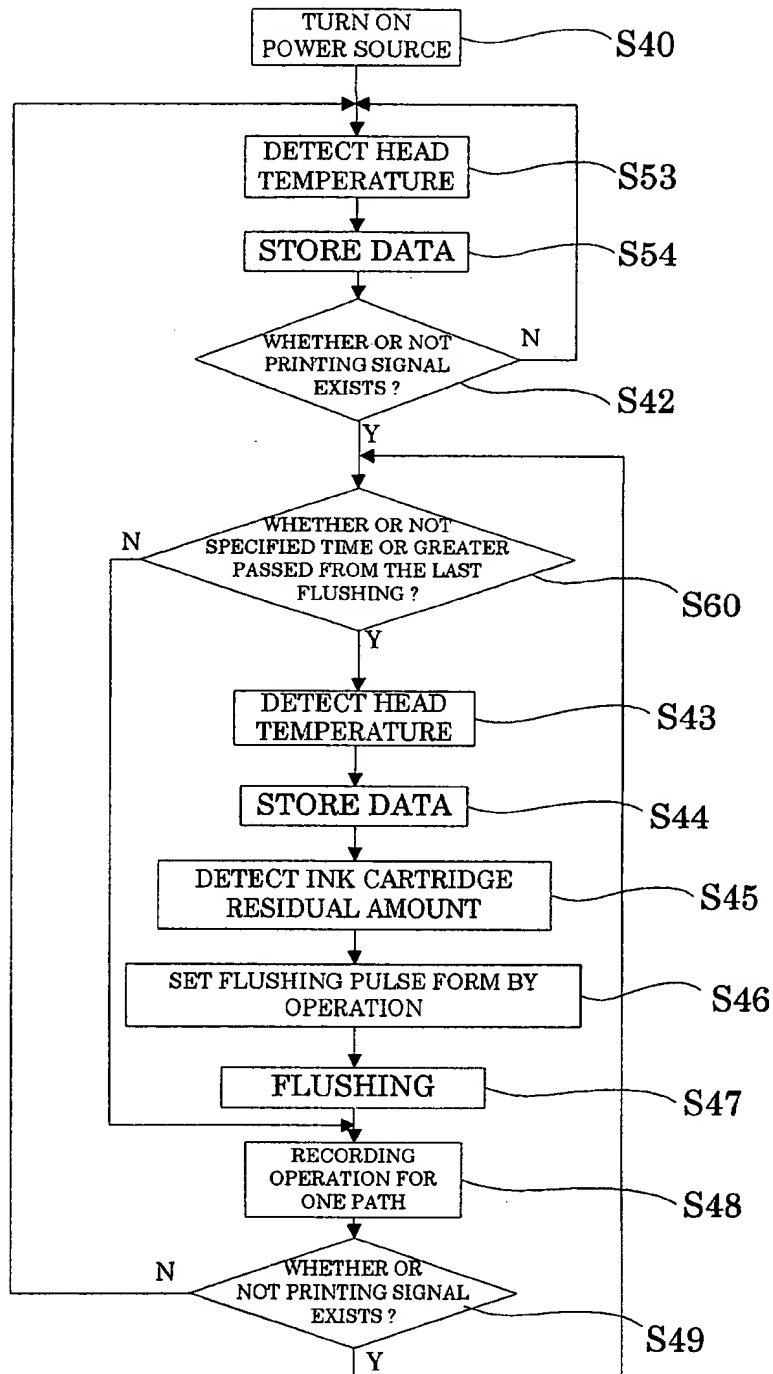 TURN ON
POWER SOURCE
S40
DETECT HEAD
TEMPERATURE
S53
STORE DATA
S54
WHETHER OR NOT
PRINTING SIGNAL
EXISTS ?
N
S42
Y
WHETHER OR NOT
SPECIFIED TIME OR GREATER
PASSED FROM THE LAST
FLUSHING ?
N
S60
Y
DETECT HEAD
TEMPERATURE
S43
STORE DATA
S44
DETECT INK CARTRIDGE
RESIDUAL AMOUNT
S45
SET FLUSHING PULSE FORM BY
OPERATION
S46
FLUSHING
S47
RECORDING
OPERATION FOR
ONE PATH
S48
N
WHETHER OR
NOT PRINTING SIGNAL
EXISTS ?
S49
Y